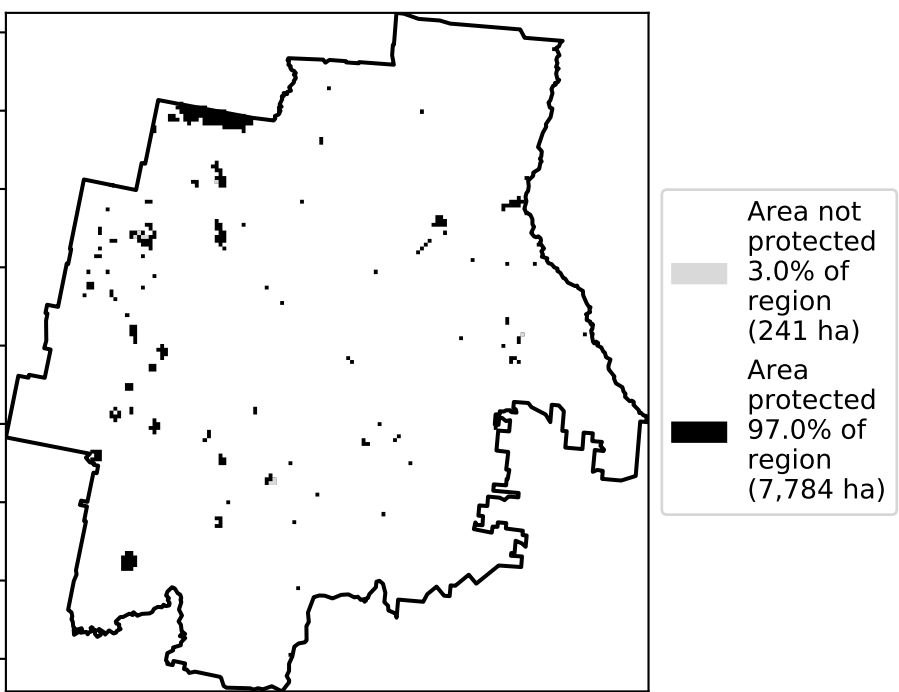 Area not
protected
3.0% of
region
(241 ha)
Area
protected
97.0% of
region
(7,784 ha)